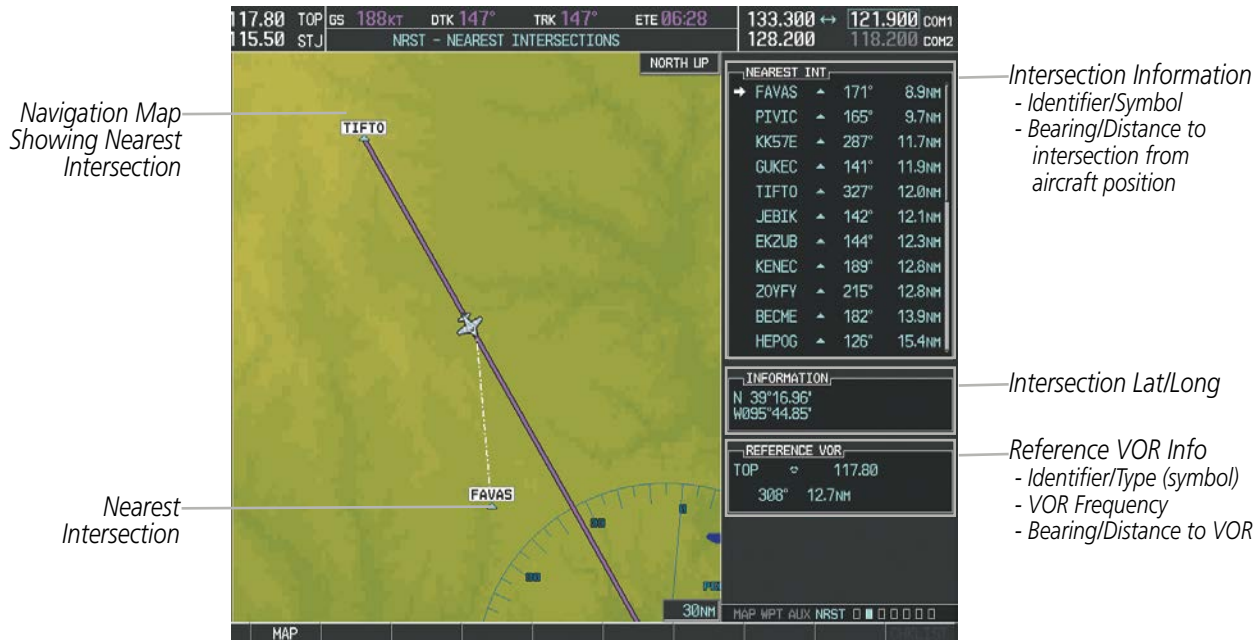 117.80 TOP GS 188KT DTK 147° TRK 147° ETE 06:28 133.300 ↔ 121.900 COM1
115.50 STJ NRST - NEAREST INTERSECTIONS 128.200 118.200 COM2
NORTH UP
Navigation Map
Showing Nearest
Intersection
TIFTO
Nearest
Intersection
FAVAS
30NM
NEAREST INT
FAVAS 171° 8.9NM
PIVIC 165° 9.7NM
KK57E 287° 11.7NM
GUKEC 141° 11.9NM
TIFTO 327° 12.0NM
JEBIK 142° 12.1NM
EKZUB 144° 12.3NM
KENEC 189° 12.8NM
ZOYFY 215° 12.8NM
BECME 182° 13.9NM
HEPOG 126° 15.4NM
Intersection Information
- Identifier/Symbol
- Bearing/Distance to
intersection from
aircraft position
INFORMATION
N 39°16.96'
W095°44.85'
Intersection Lat/Long
REFERENCE VOR
TOP 117.80
308° 12.7NM
Reference VOR Info
- Identifier/Type (symbol)
- VOR Frequency
- Bearing/Distance to VOR
MAP WPT AUX NRST
MAP